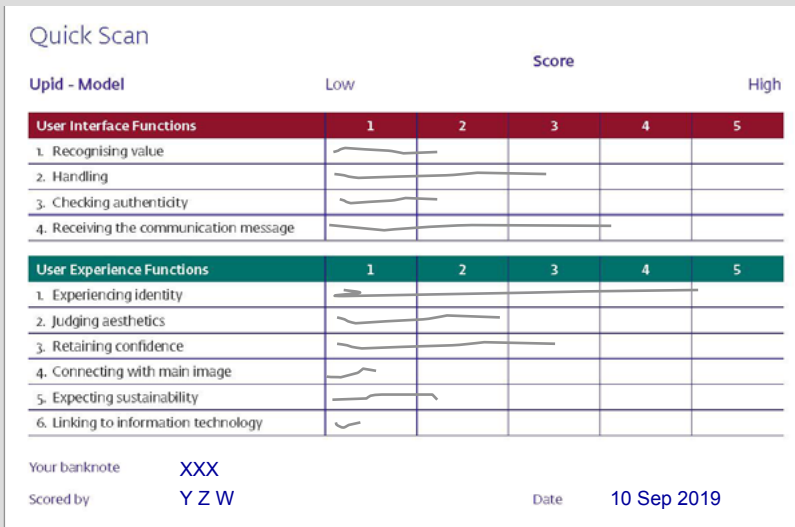 Quick Scan
Score
Upid - Model Low High
User Interface Functions 1 2 3 4 5
1. Recognising value
2. Handling
3. Checking authenticity
4. Receiving the communication message
User Experience Functions 1 2 3 4 5
1. Experiencing identity
2. Judging aesthetics
3. Retaining confidence
4. Connecting with main image
5. Expecting sustainability
6. Linking to information technology
Your banknote XXX
Scored by Y Z W Date 10 Sep 2019